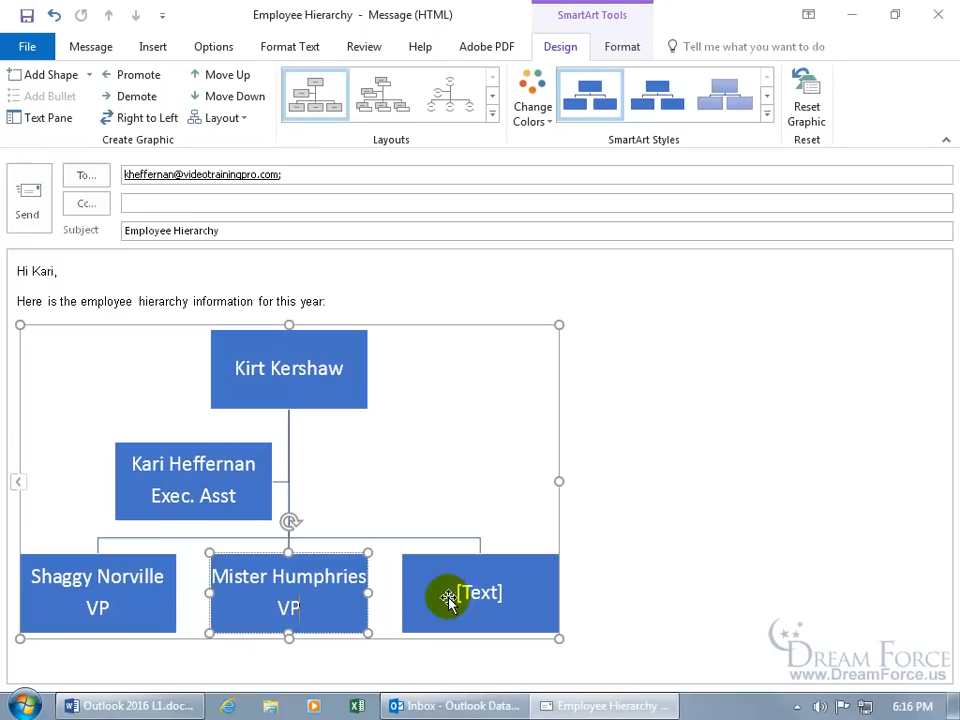 Employee Hierarchy - Message (HTML)
SmartArt Tools
File
Message
Insert
Options
Format Text
Review
Help
Adobe PDF
Design
Format
Tell me what you want to do
Add Shape
Promote
Move Up
Add Bullet
Demote
Move Down
Text Pane
Right to Left
Layout
Create Graphic
Layouts
Change
Colors
SmartArt Styles
Reset
Graphic
Reset
To...
kheffernan@videotrainingpro.com;
Cc...
Send
Subject
Employee Hierarchy
Hi Kari,
Here is the employee hierarchy information for this year:
Kirt Kershaw
Kari Heffernan
Exec. Asst
Shaggy Norville
VP
Mister Humphries
VP
[Text]
DREAM FORCE
www.DreamForce.us
Outlook 2016 L1.doc...
Inbox - Outlook Data...
Employee Hierarchy ...
6:16 PM